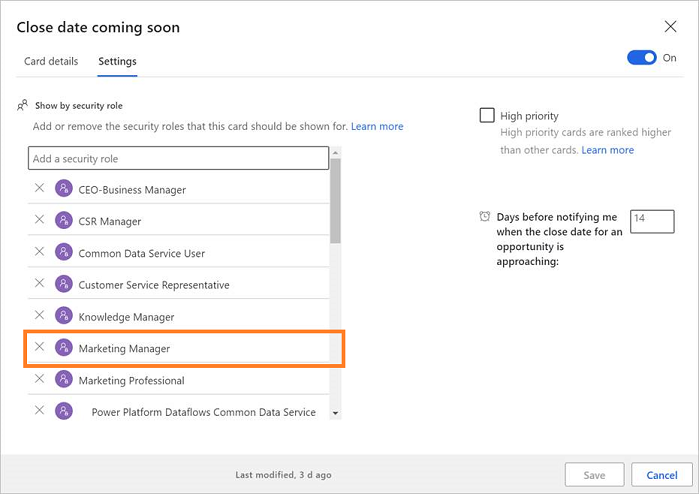 Close date coming soon
Card details
Settings
On
Show by security role
Add or remove the security roles that this card should be shown for. Learn more
Add a security role
CEO-Business Manager
CSR Manager
Common Data Service User
Customer Service Representative
Knowledge Manager
Marketing Manager
Marketing Professional
Power Platform Dataflows Common Data Service
High priority
High priority cards are ranked higher
than other cards. Learn more
Days before notifying me
when the close date for an
opportunity is
approaching:
14
Last modified, 3 d ago
Save
Cancel